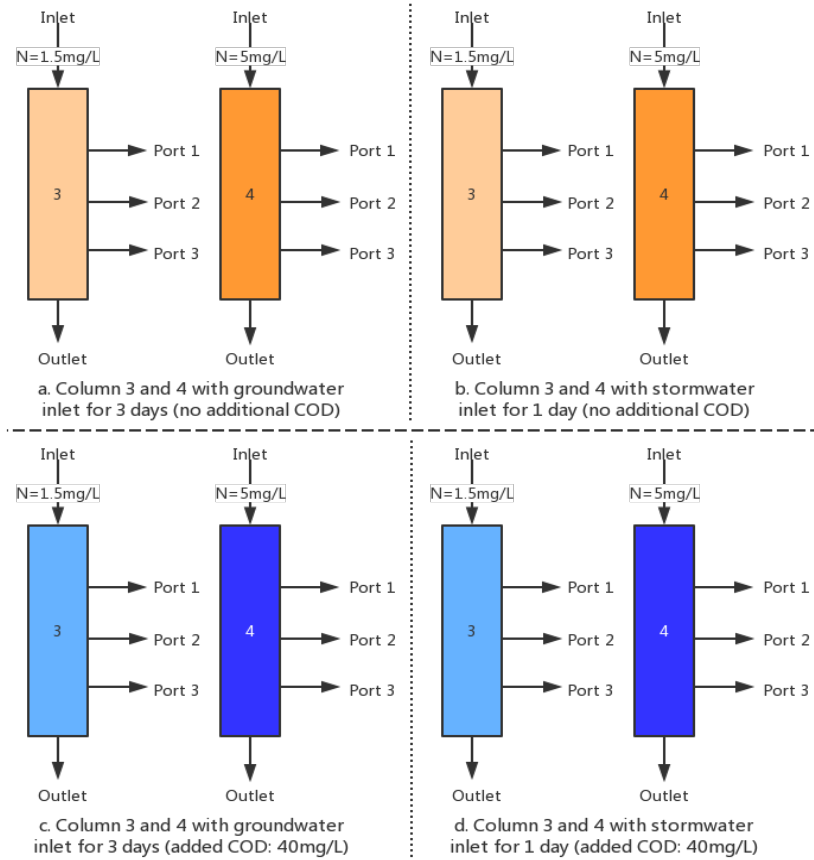 Inlet
Inlet
N=1.5mg/L
N=5mg/L
3
4
Port 1
Port 1
Port 2
Port 2
Port 3
Port 3
Outlet
Outlet
a. Column 3 and 4 with groundwater
inlet for 3 days (no additional COD)
Inlet
Inlet
N=1.5mg/L
N=5mg/L
3
4
Port 1
Port 1
Port 2
Port 2
Port 3
Port 3
Outlet
Outlet
b. Column 3 and 4 with stormwater
inlet for 1 day (no additional COD)
Inlet
Inlet
N=1.5mg/L
N=5mg/L
3
4
Port 1
Port 1
Port 2
Port 2
Port 3
Port 3
Outlet
Outlet
c. Column 3 and 4 with groundwater
inlet for 3 days (added COD: 40mg/L)
Inlet
Inlet
N=1.5mg/L
N=5mg/L
3
4
Port 1
Port 1
Port 2
Port 2
Port 3
Port 3
Outlet
Outlet
d. Column 3 and 4 with stormwater
inlet for 1 day (added COD: 40mg/L)